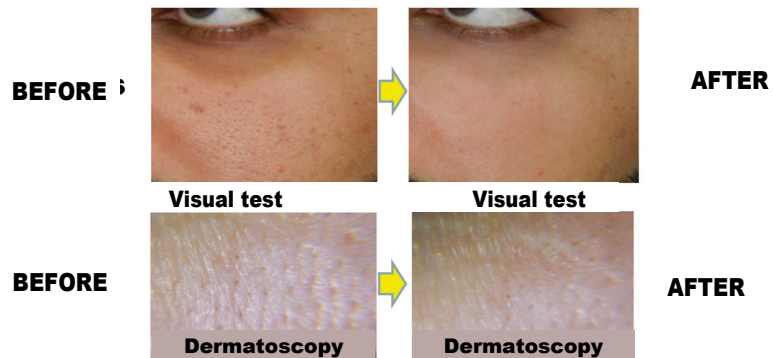 BEFORE s
AFTER
Visual test
Visual test
BEFORE
AFTER
Dermatoscopy
Dermatoscopy